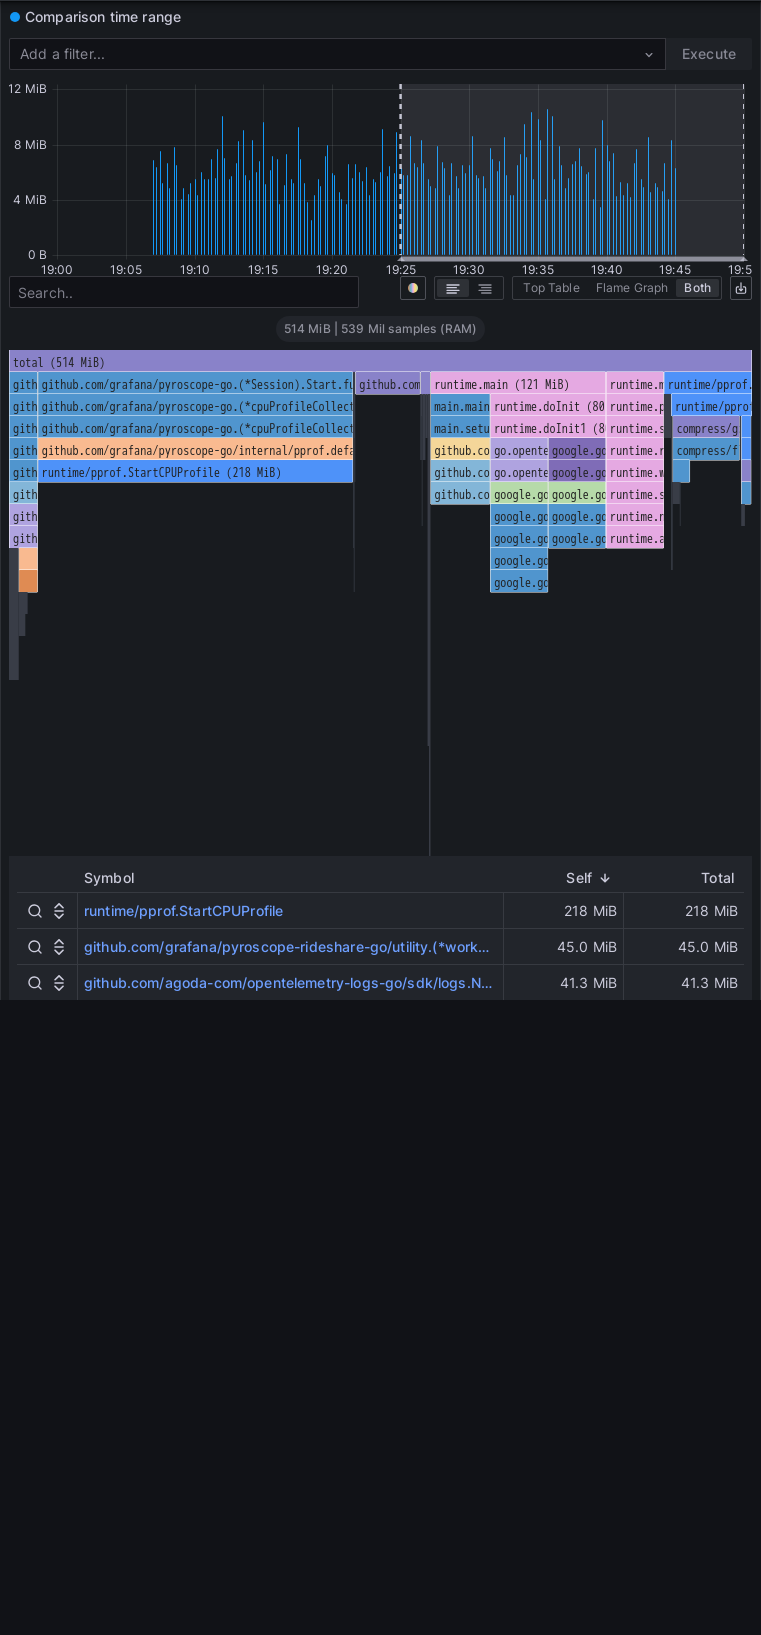 Comparison time range
Add a filter...
Execute
12 MiB
8 MiB
4 MiB
0 B
19:00 19:05 19:10 19:15 19:20 19:25 19:30 19:35 19:40 19:45 19:5
Search..
Top Table Flame Graph Both
514 MiB | 539 Mil samples (RAM)
total (514 MiB)
gith github.com/grafana/pyroscope-go.(*Session).Start.fu github.com runtime.main (121 MiB) runtime.m runtime/pprof.
gith github.com/grafana/pyroscope-go.(*cpuProfileCollect main.main runtime.doInit (80 runtime.p runtime/pprof
gith github.com/grafana/pyroscope-go.(*cpuProfileCollect main.setu runtime.doInit1 (8 runtime.s compress/g
gith github.com/grafana/pyroscope-go/internal/pprof.defa github.co go.opente google.go runtime.r compress/f
gith runtime/pprof.StartCPUProfile (218 MiB) github.co go.opente google.go runtime.w
gith github.co google.go google.go runtime.s
gith google.go google.go runtime.n
gith google.go google.go runtime.a
google.go
google.go
Symbol Self Total
runtime/pprof.StartCPUProfile 218 MiB 218 MiB
github.com/grafana/pyroscope-rideshare-go/utility.(*work... 45.0 MiB 45.0 MiB
github.com/agoda-com/opentelemetry-logs-go/sdk/logs.N... 41.3 MiB 41.3 MiB